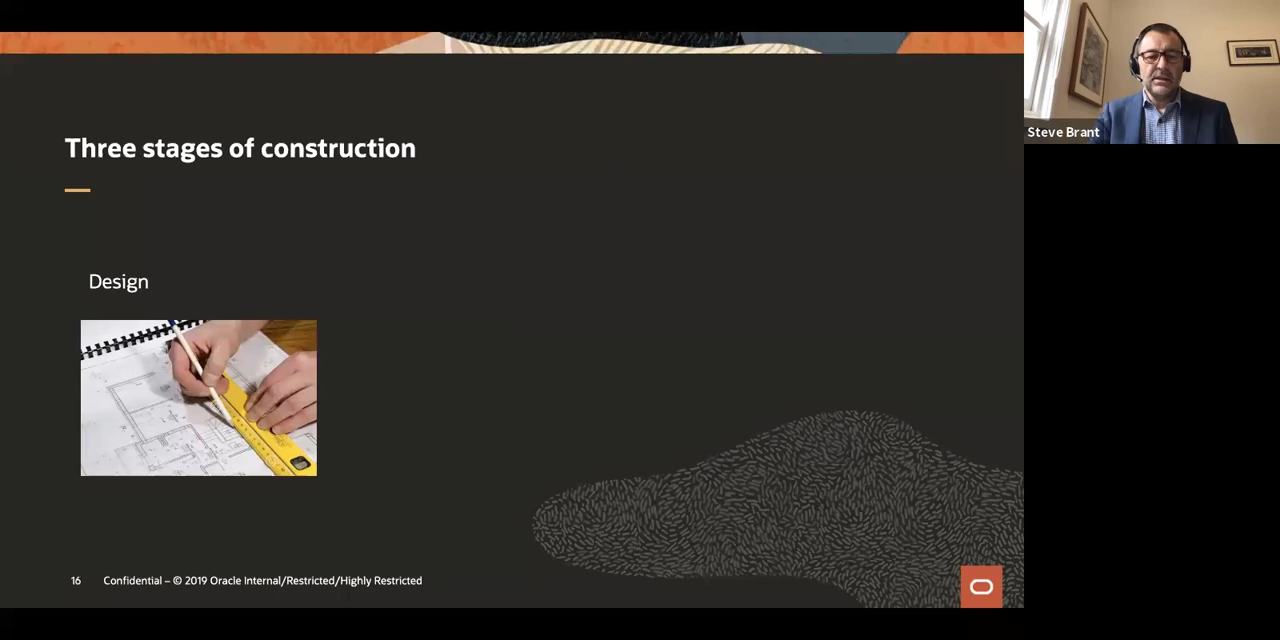 Three stages of construction
Design
16 Confidential – © 2019 Oracle Internal/Restricted/Highly Restricted
Steve Brant